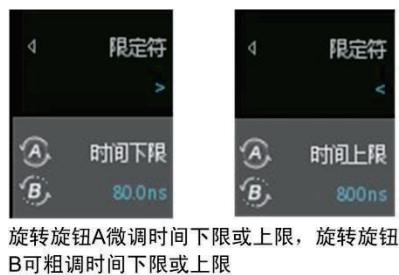 限定符
>
A 时间下限
B 80.0ns
限定符
<
A 时间上限
B 800ns
旋转旋钮A微调时间下限或上限，旋转旋钮
B可粗调时间下限或上限